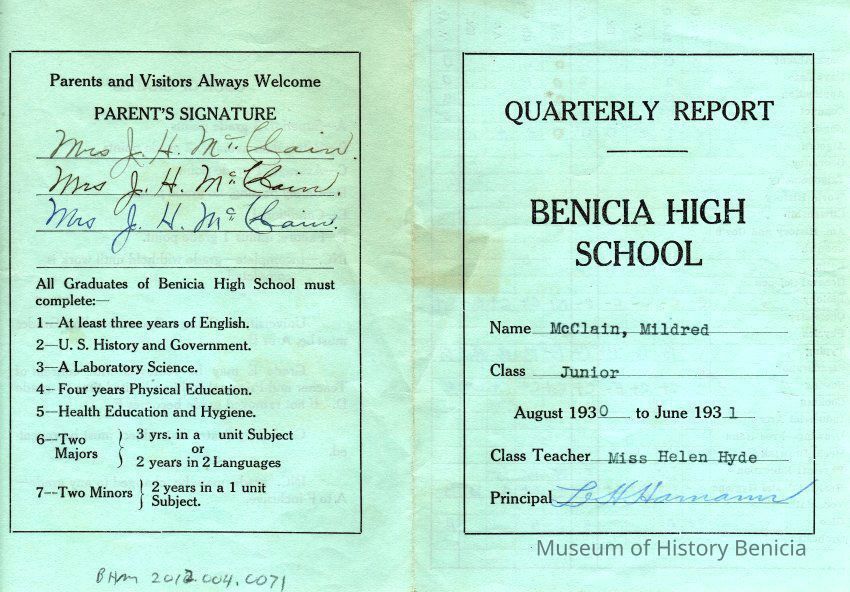 Parents and Visitors Always Welcome
PARENT'S SIGNATURE
Mrs J. H. McClain.
Mrs J. H. McClain.
Mrs J. H. McClain.
All Graduates of Benicia High School must
complete:—
1—At least three years of English.
2—U. S. History and Government.
3—A Laboratory Science.
4—Four years Physical Education.
5—Health Education and Hygiene.
6—Two Majors } 3 yrs. in a unit Subject
or
2 years in 2 Languages
7—Two Minors } 2 years in a 1 unit
Subject.
BHM 2012.004.0071
QUARTERLY REPORT
BENICIA HIGH
SCHOOL
Name McClain, Mildred
Class Junior
August 1930 to June 1931
Class Teacher Miss Helen Hyde
Principal L H Hamann
Museum of History Benicia